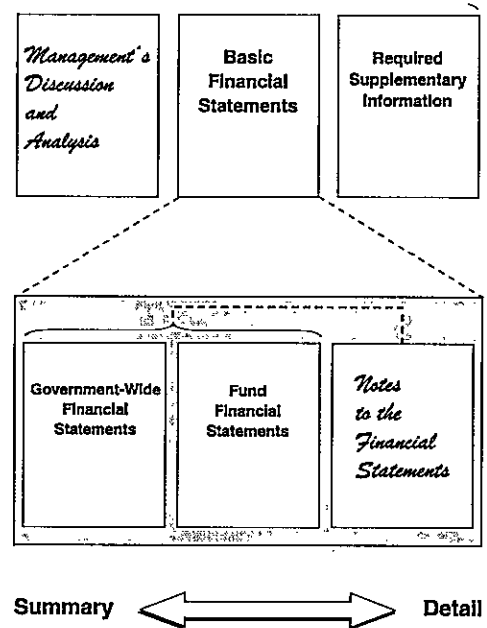 Management's
Discussion
and
Analysis
Basic
Financial
Statements
Required
Supplementary
Information
Government-Wide
Financial
Statements
Fund
Financial
Statements
Notes
to the
Financial
Statements
Summary
Detail